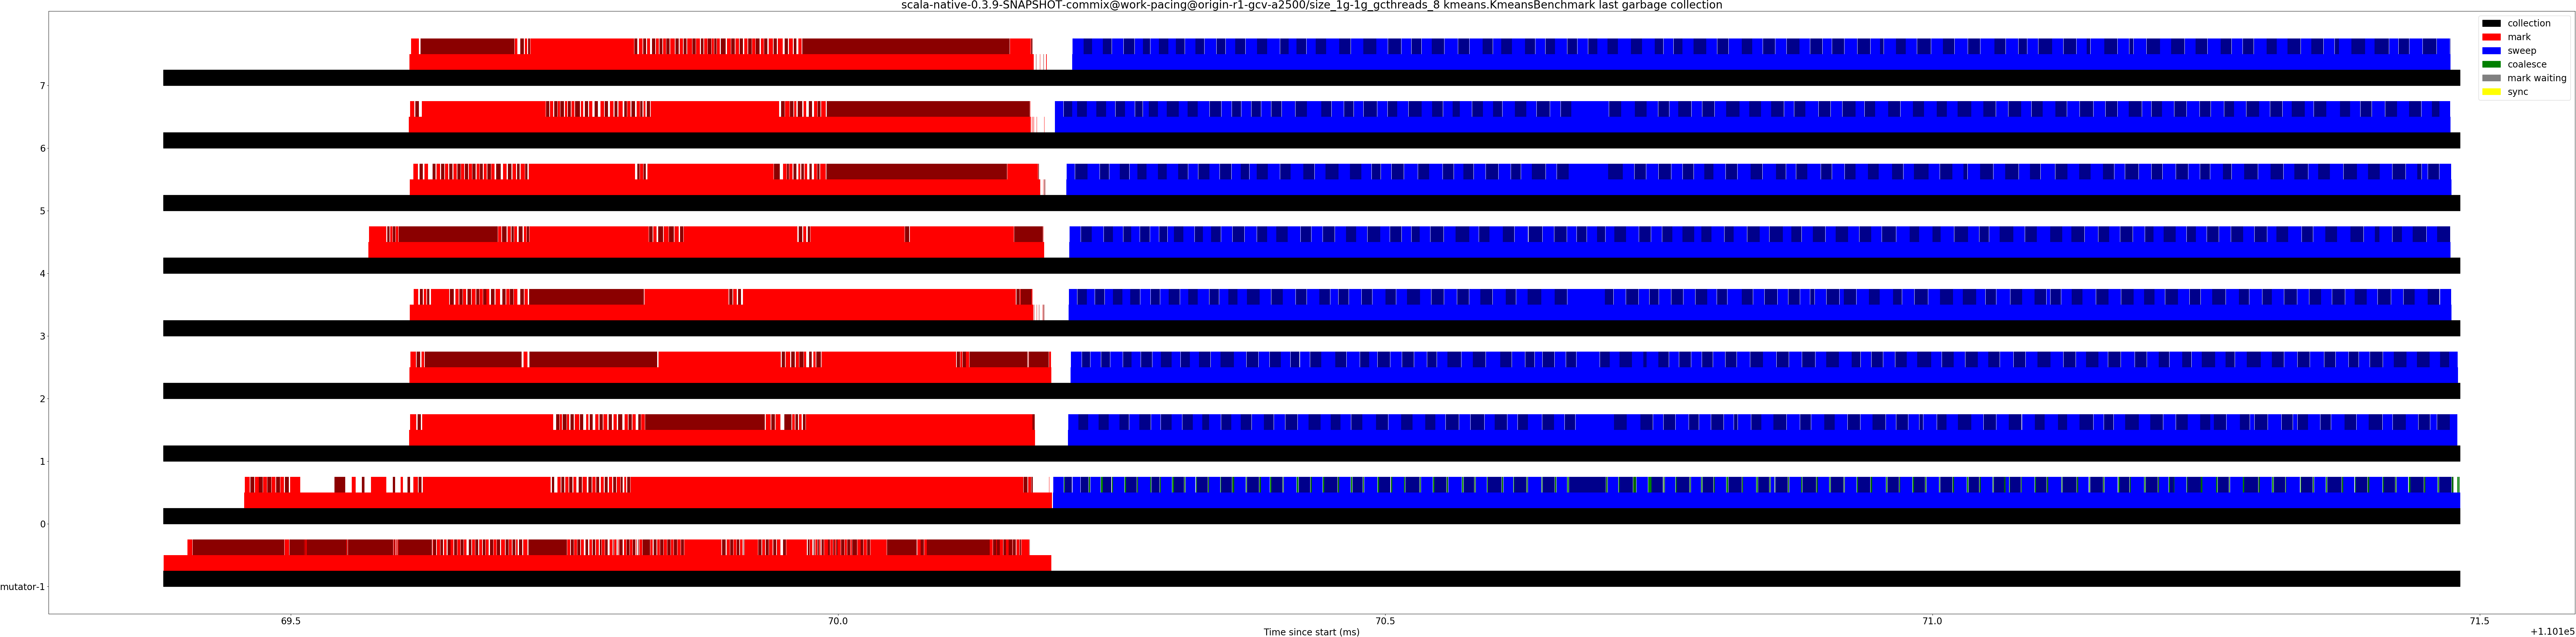 scala-native-0.3.9-SNAPSHOT-commix@work-pacing@origin-r1-gcv-a2500/size_1g-1g_gcthreads_8 kmeans.KmeansBenchmark last garbage collection
collection
mark
sweep
coalesce
mark waiting
sync
7
6
5
4
3
2
1
0
mutator-1
69.5 70.0 70.5 71.0 71.5
Time since start (ms)
+1.101e5